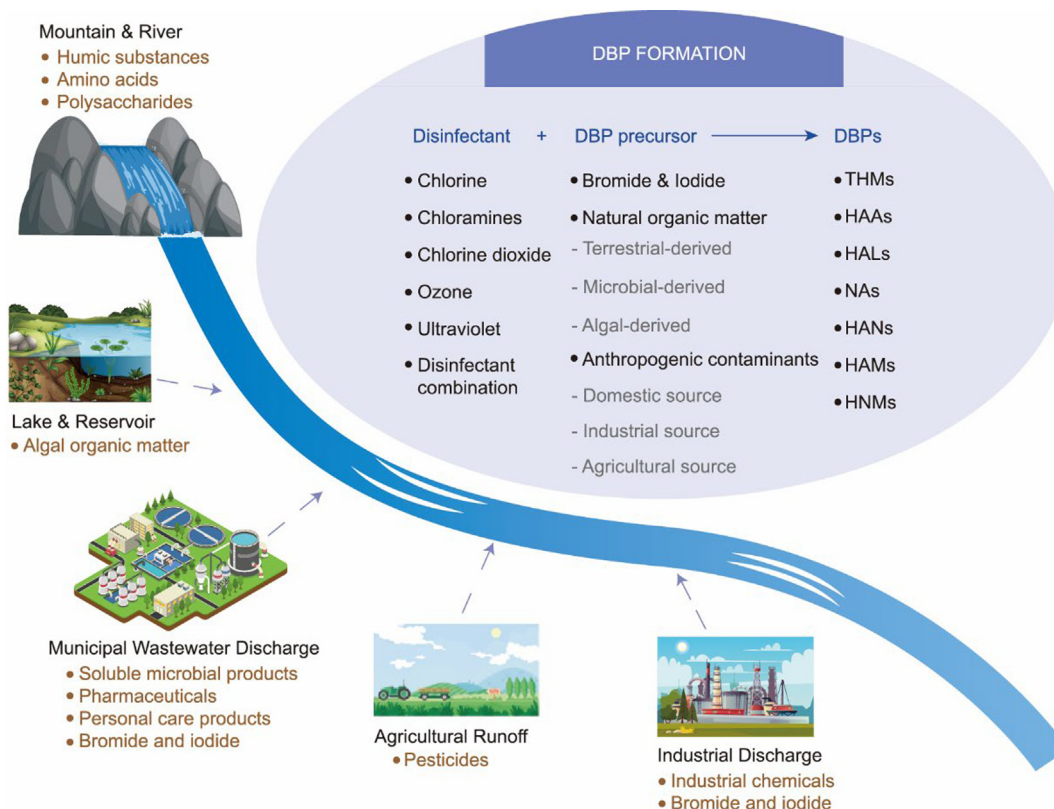 Mountain & River
• Humic substances
• Amino acids
• Polysaccharides
DBP FORMATION
Disinfectant + DBP precursor DBPs
• Chlorine
• Chloramines
• Chlorine dioxide
• Ozone
• Ultraviolet
• Disinfectant
combination
• Bromide & Iodide
• Natural organic matter
- Terrestrial-derived
- Microbial-derived
- Algal-derived
• Anthropogenic contaminants
- Domestic source
- Industrial source
- Agricultural source
• THMs
• HAAs
• HALs
• NAs
• HANs
• HAMs
• HNMs
Lake & Reservoir
• Algal organic matter
Municipal Wastewater Discharge
• Soluble microbial products
• Pharmaceuticals
• Personal care products
• Bromide and iodide
Agricultural Runoff
• Pesticides
Industrial Discharge
• Industrial chemicals
• Bromide and iodide